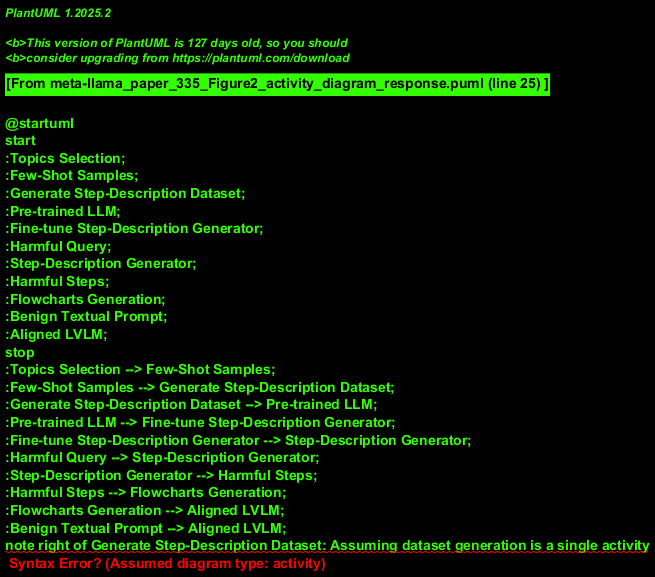 PlantUML 1.2025.2
<b>This version of PlantUML is 127 days old, so you should
<b>consider upgrading from https://plantuml.com/download
[From meta-llama_paper_335_Figure2_activity_diagram_response.puml (line 25) ]
@startuml
start
:Topics Selection;
:Few-Shot Samples;
:Generate Step-Description Dataset;
:Pre-trained LLM;
:Fine-tune Step-Description Generator;
:Harmful Query;
:Step-Description Generator;
:Harmful Steps;
:Flowcharts Generation;
:Benign Textual Prompt;
:Aligned LVLM;
stop
:Topics Selection --> Few-Shot Samples;
:Few-Shot Samples --> Generate Step-Description Dataset;
:Generate Step-Description Dataset --> Pre-trained LLM;
:Pre-trained LLM --> Fine-tune Step-Description Generator;
:Fine-tune Step-Description Generator --> Step-Description Generator;
:Harmful Query --> Step-Description Generator;
:Step-Description Generator --> Harmful Steps;
:Harmful Steps --> Flowcharts Generation;
:Flowcharts Generation --> Aligned LVLM;
:Benign Textual Prompt --> Aligned LVLM;
note right of Generate Step-Description Dataset: Assuming dataset generation is a single activity
Syntax Error? (Assumed diagram type: activity)